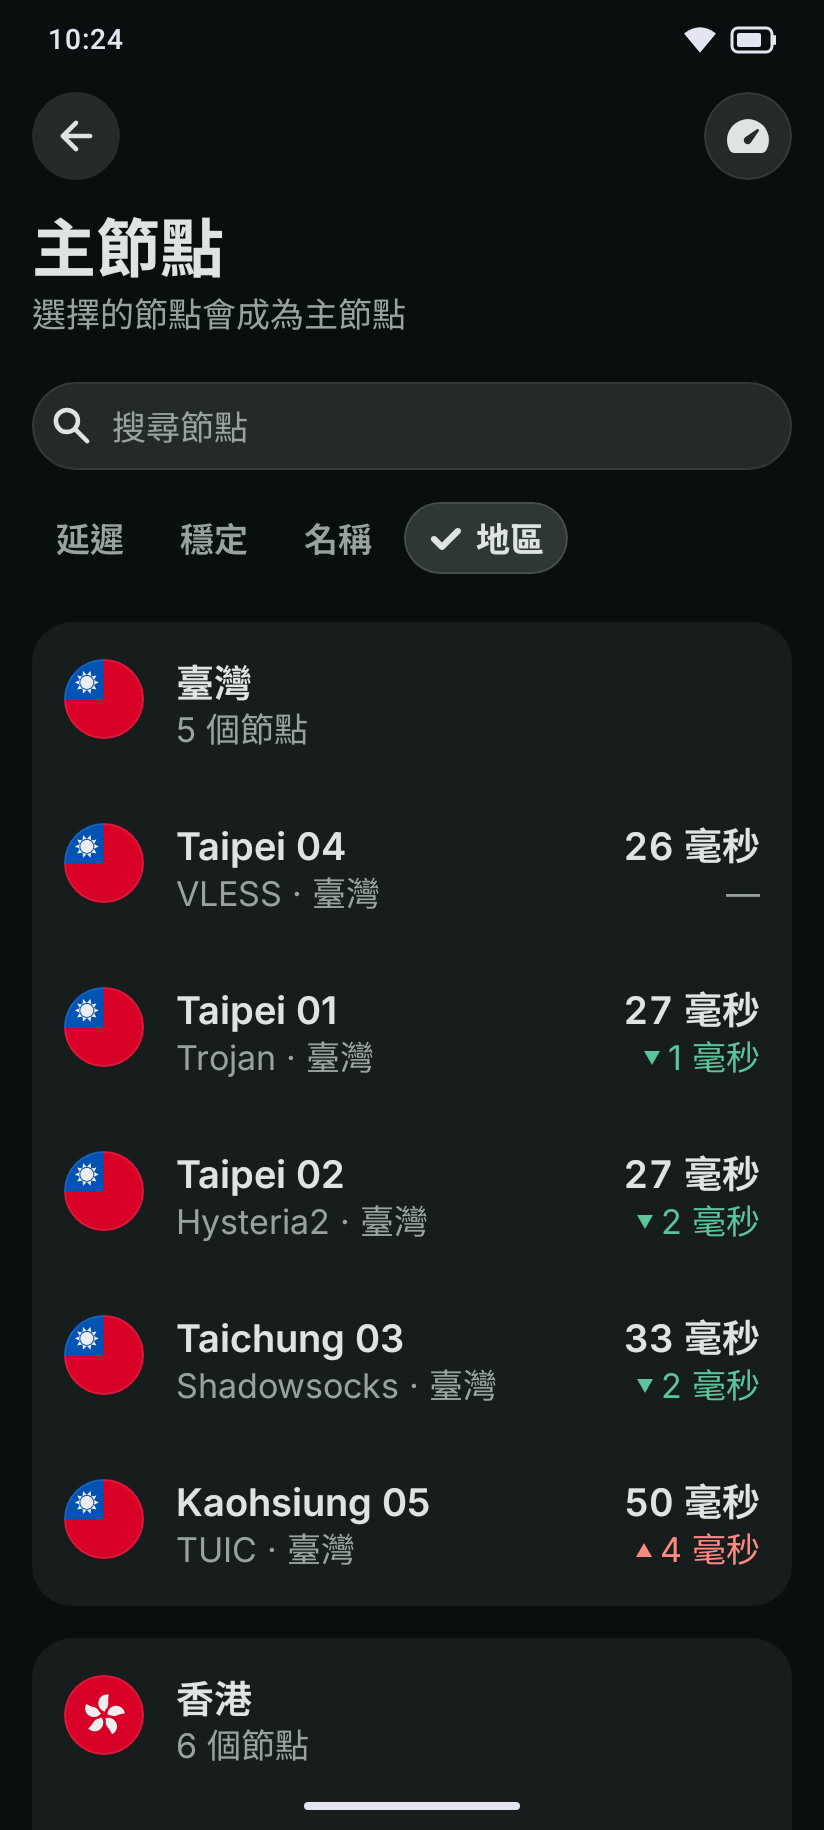 10:24
主節點
選擇的節點會成為主節點
搜尋節點
延遲 穩定 名稱 地區
臺灣
5 個節點
Taipei 04 26 毫秒
VLESS · 臺灣 —
Taipei 01 27 毫秒
Trojan · 臺灣 ▼1 毫秒
Taipei 02 27 毫秒
Hysteria2 · 臺灣 ▼2 毫秒
Taichung 03 33 毫秒
Shadowsocks · 臺灣 ▼2 毫秒
Kaohsiung 05 50 毫秒
TUIC · 臺灣 ▲4 毫秒
香港
6 個節點